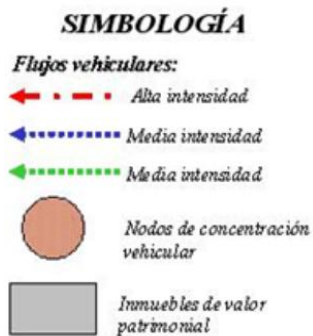 SIMBOLOGÍA
Flujos vehiculares:
Alta intensidad
Media intensidad
Media intensidad
Nodos de concentración
vehicular
Inmuebles de valor
patrimonial